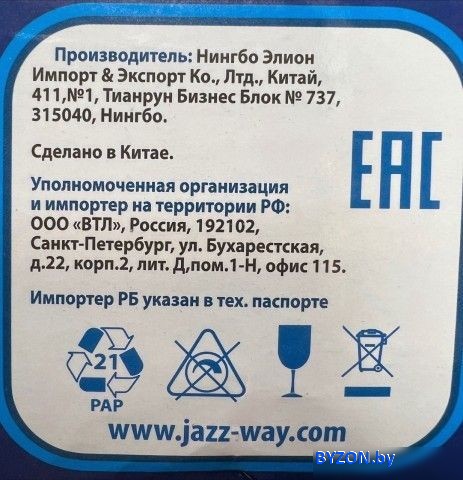 Производитель: Нингбо Элион
Импорт & Экспорт Ко., Лтд., Китай,
411,№1, Тианрун Бизнес Блок № 737,
315040, Нингбо.
Сделано в Китае.
EAC
Уполномоченная организация
и импортер на территории РФ:
ООО «ВТЛ», Россия, 192102,
Санкт-Петербург, ул. Бухарестская,
д.22, корп.2, лит. Д,пом.1-Н, офис 115.
Импортер РБ указан в тех. паспорте
21
PAP
www.jazz-way.com
BYZON.by